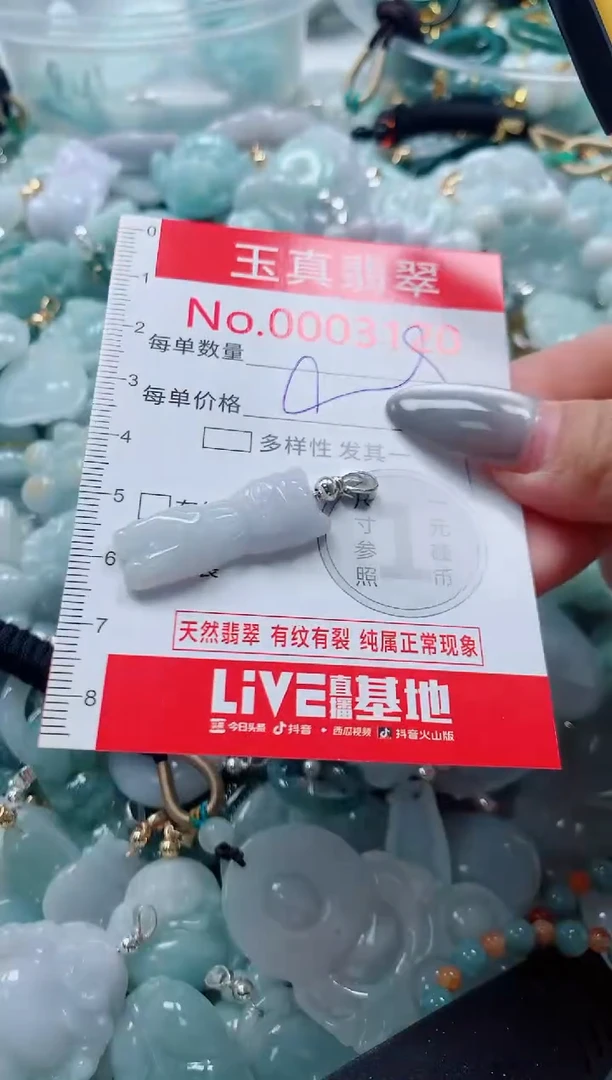 玉真翡翠
No.0003120
每单数量
每单价格
多样性 发其一
寸参照
1
元硅币
天然翡翠 有纹有裂 纯属正常现象
LiVE直播基地
今日头条 抖音 西瓜视频 抖音火山版
0
1
2
3
4
5
6
7
8